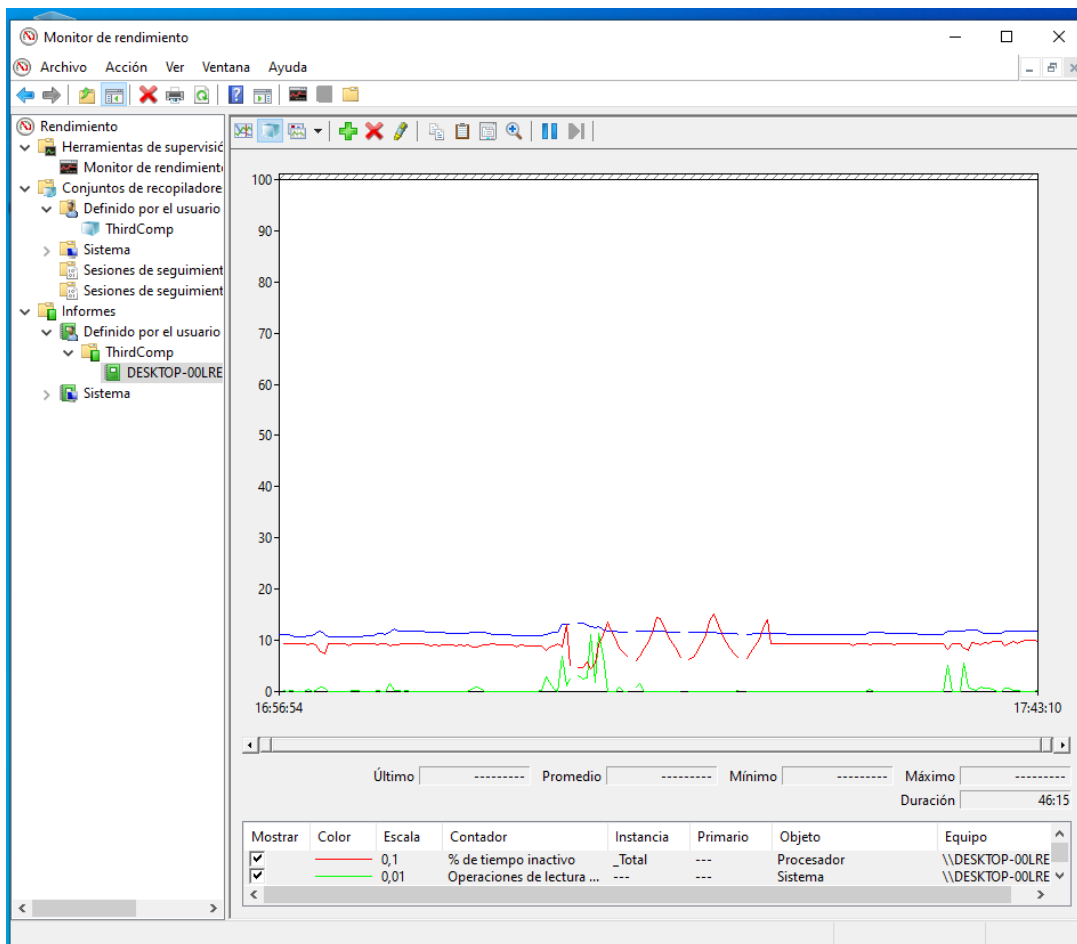 Monitor de rendimiento
Archivo Acción Ver Ventana Ayuda
Rendimiento
Herramientas de supervisió
Monitor de rendimiento
Conjuntos de recopiladore
Definido por el usuario
ThirdComp
Sistema
Sesiones de seguimient
Sesiones de seguimient
Informes
Definido por el usuario
ThirdComp
DESKTOP-00LRE
Sistema
100
90
80
70
60
50
40
30
20
10
0
16:56:54 17:43:10
Último --------- Promedio --------- Mínimo --------- Máximo ---------
Duración 46:15
Mostrar Color Escala Contador Instancia Primario Objeto Equipo
0,1 % de tiempo inactivo _Total --- Procesador \\DESKTOP-00LRE
0,01 Operaciones de lectura ... --- --- Sistema \\DESKTOP-00LRE